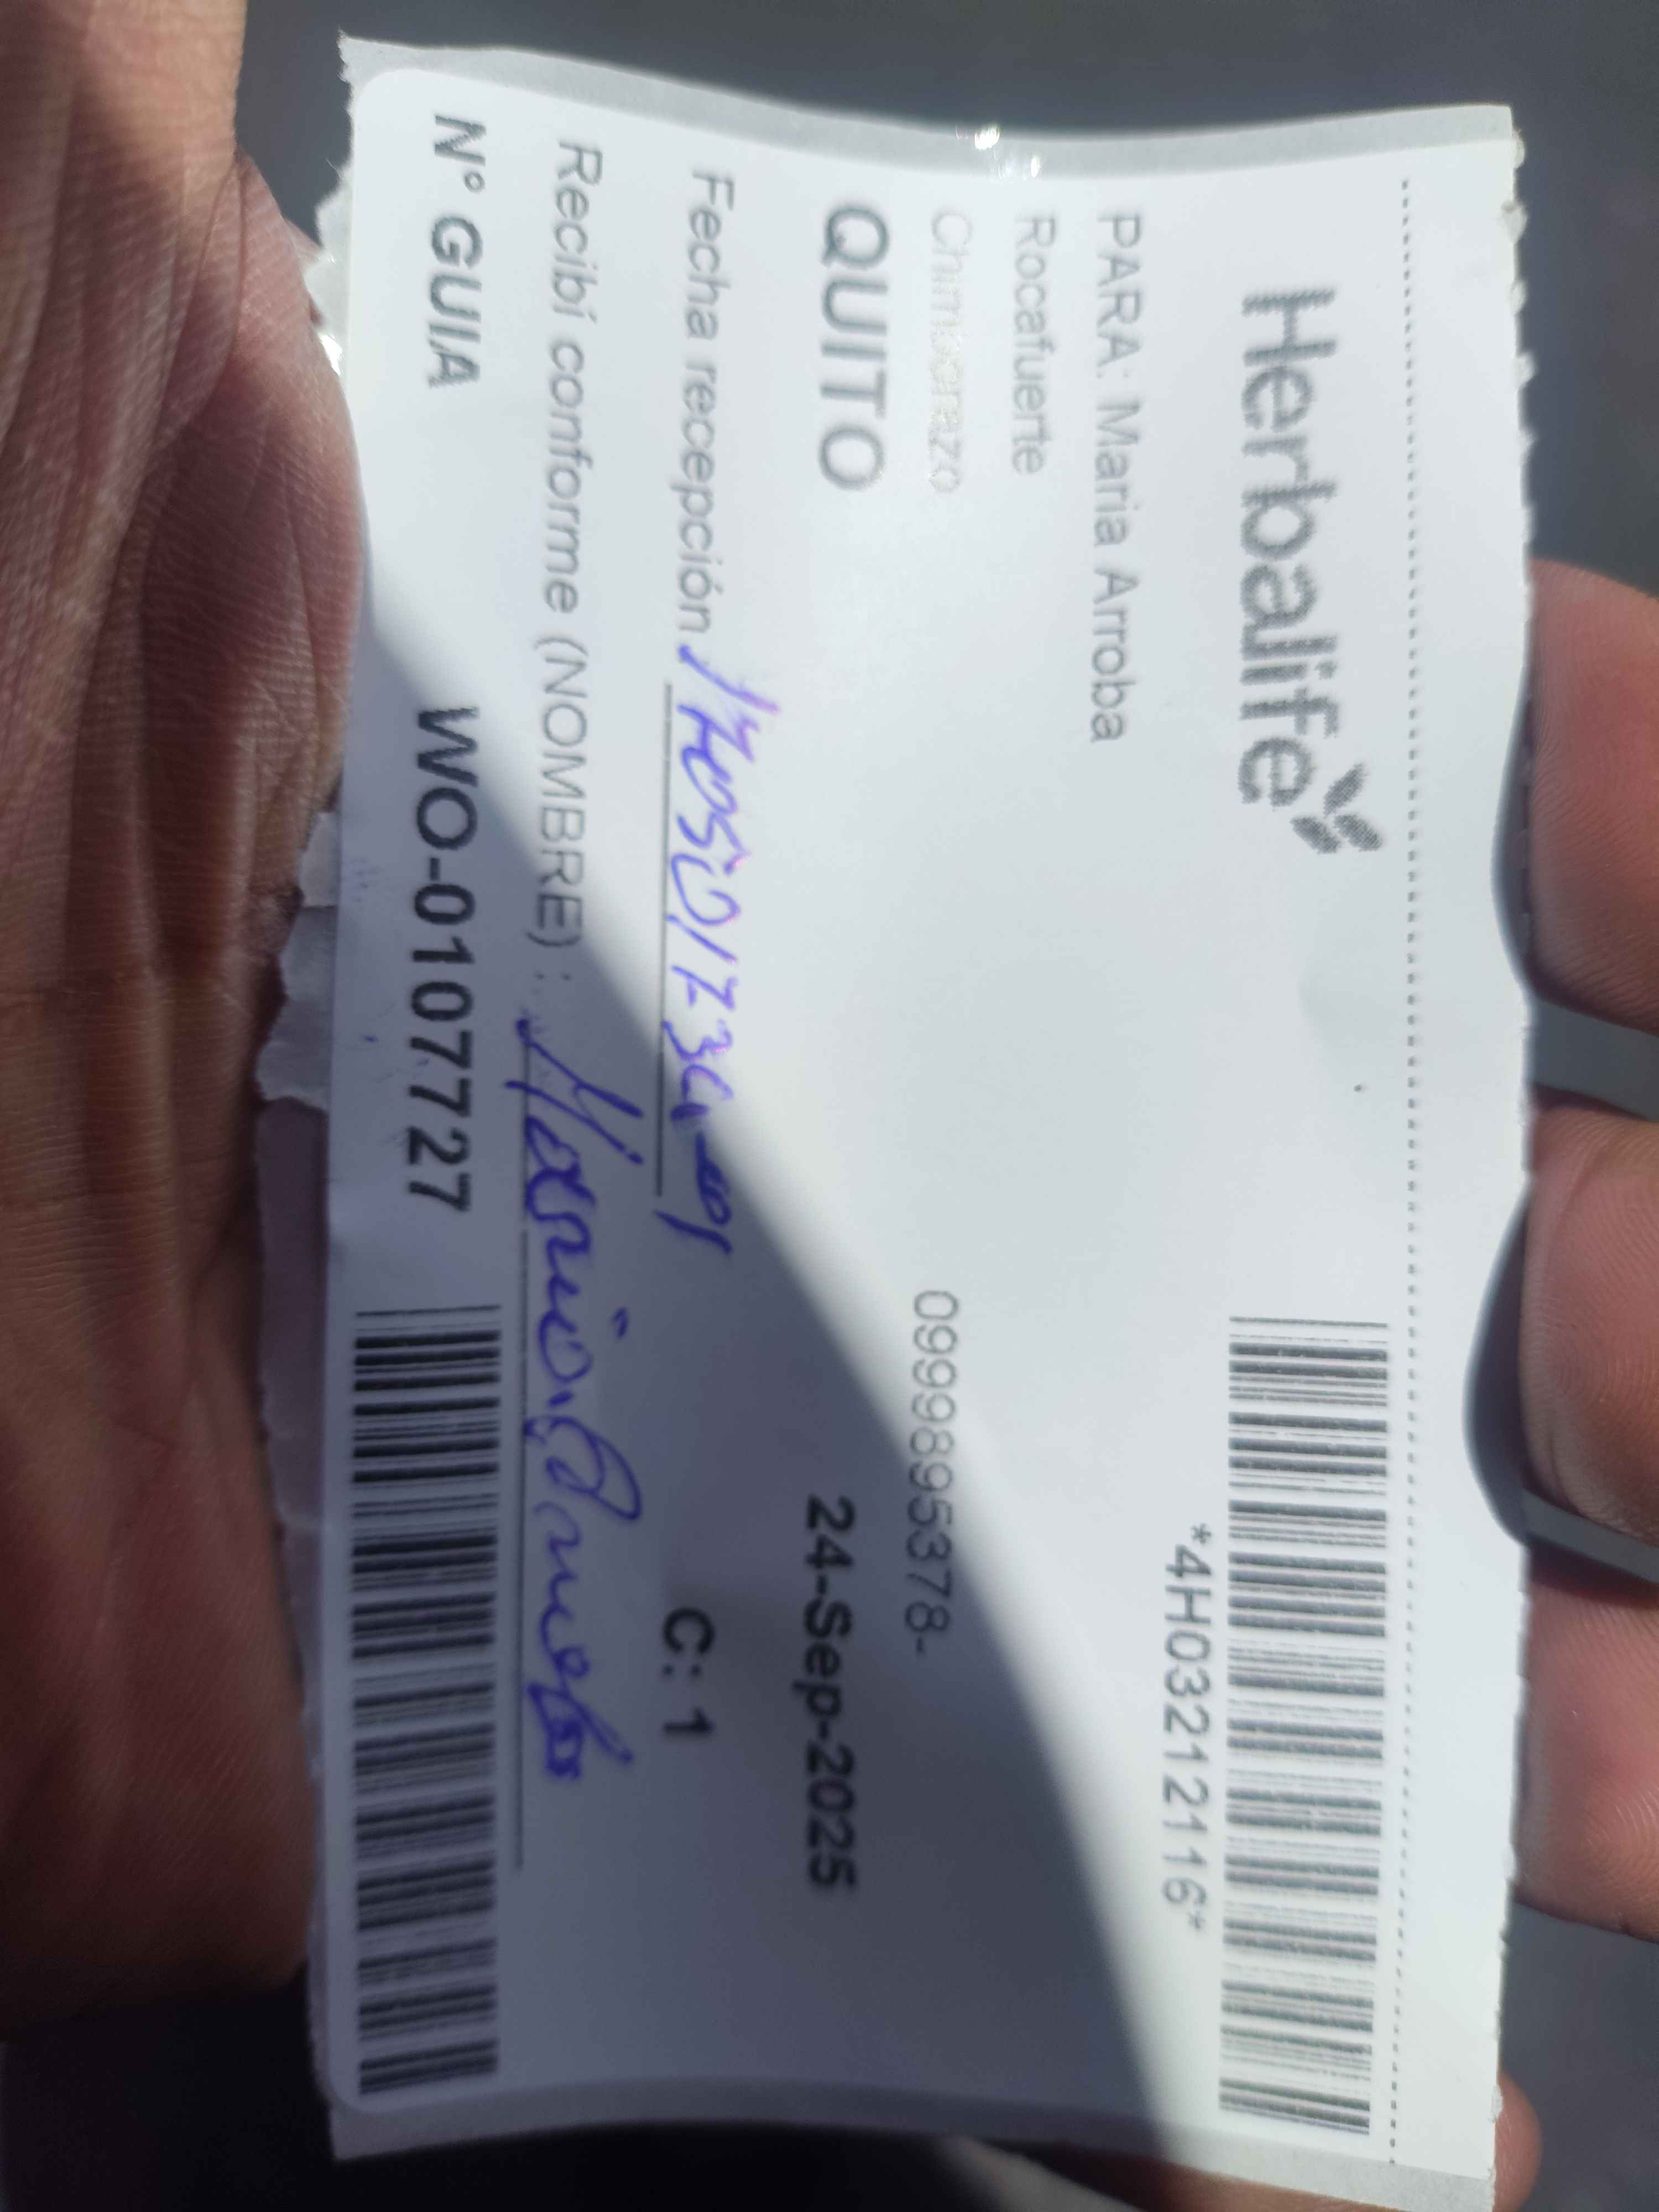 Herbalife
*4H03212116*
PARA: Maria Arroba
Rocafuerte
Chimborazo 0999895378-
QUITO 24-Sep-2025
Fecha recepción
C: 1
Recibí conforme (NOMBRE) :
N° GUIA WO-0107727